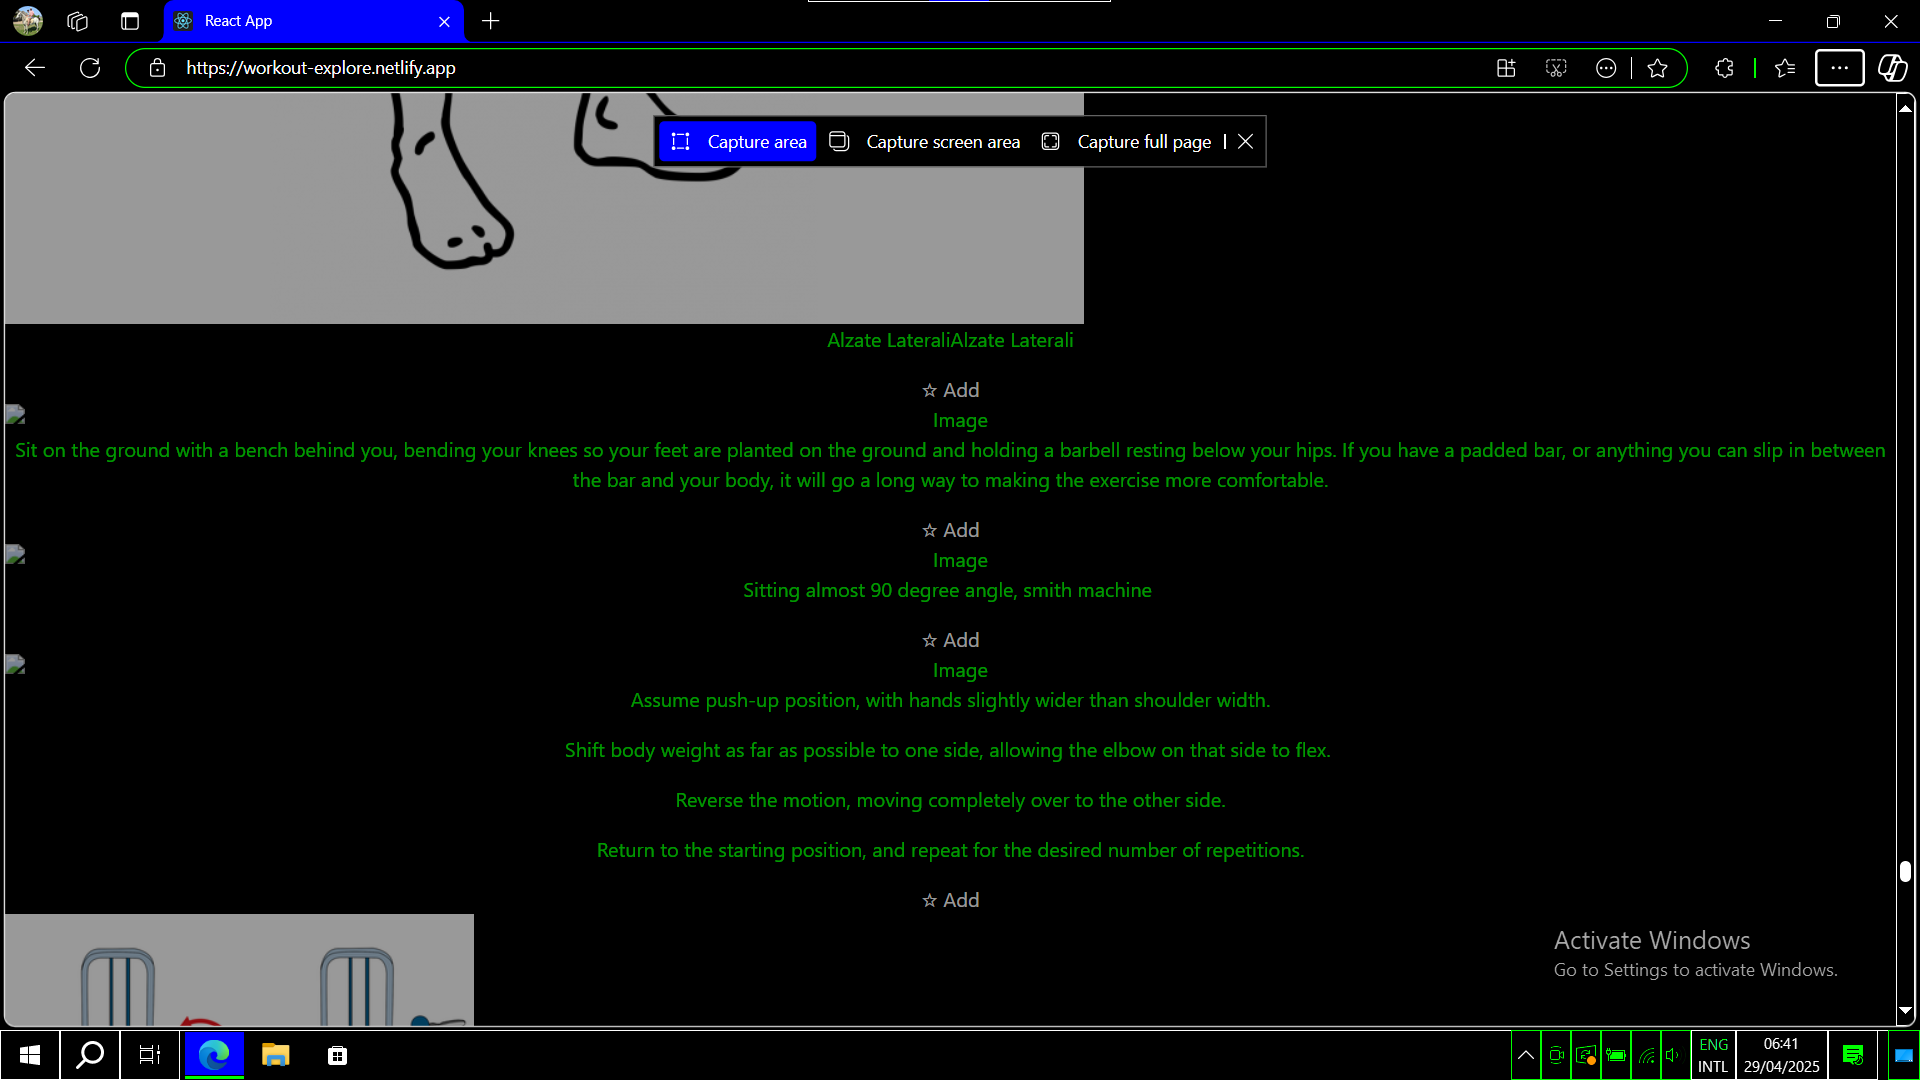 React App
https://workout-explore.netlify.app
Capture area
Capture screen area
Capture full page
Alzate LateraliAlzate Laterali
☆ Add
Image
Sit on the ground with a bench behind you, bending your knees so your feet are planted on the ground and holding a barbell resting below your hips. If you have a padded bar, or anything you can slip in between
the bar and your body, it will go a long way to making the exercise more comfortable.
☆ Add
Image
Sitting almost 90 degree angle, smith machine
☆ Add
Image
Assume push-up position, with hands slightly wider than shoulder width.
Shift body weight as far as possible to one side, allowing the elbow on that side to flex.
Reverse the motion, moving completely over to the other side.
Return to the starting position, and repeat for the desired number of repetitions.
☆ Add
Activate Windows
Go to Settings to activate Windows.
ENG
INTL
06:41
29/04/2025